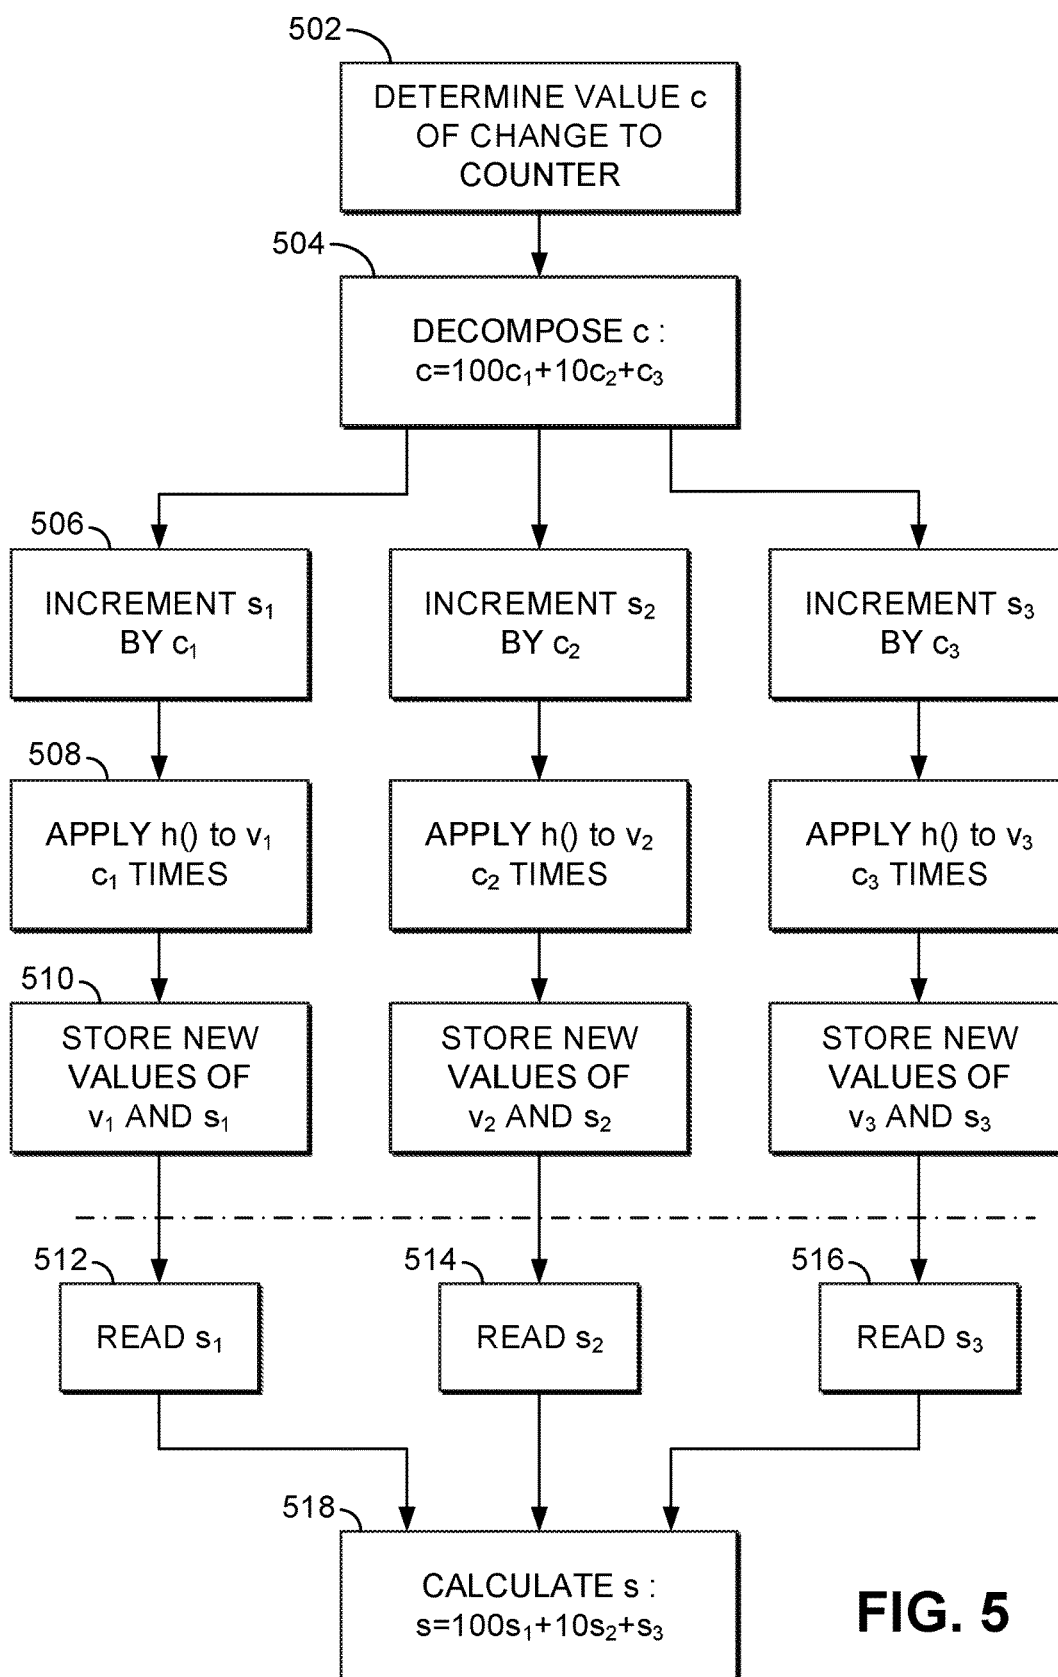 502
DETERMINE VALUE c
OF CHANGE TO
COUNTER
504
DECOMPOSE c :
c=100c₁+10c₂+c₃
506
INCREMENT s₁
BY c₁
INCREMENT s₂
BY c₂
INCREMENT s₃
BY c₃
508
APPLY h() to v₁
c₁ TIMES
APPLY h() to v₂
c₂ TIMES
APPLY h() to v₃
c₃ TIMES
510
STORE NEW
VALUES OF
v₁ AND s₁
STORE NEW
VALUES OF
v₂ AND s₂
STORE NEW
VALUES OF
v₃ AND s₃
512
READ s₁
514
READ s₂
516
READ s₃
518
CALCULATE s :
s=100s₁+10s₂+s₃
FIG. 5